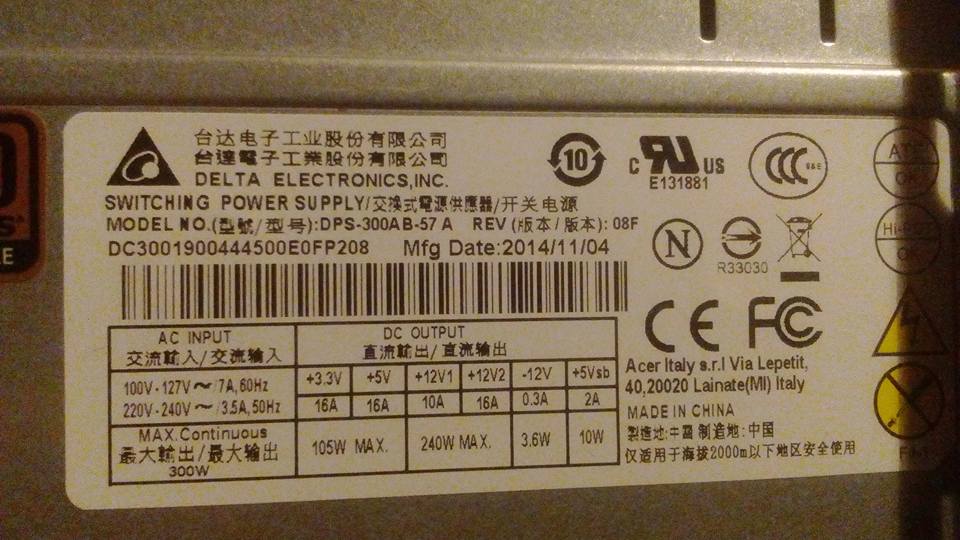 台达电子工业股份有限公司
台達電子工業股份有限公司
DELTA ELECTRONICS,INC.
SWITCHING POWER SUPPLY/交換式電源供應器/开关电源
MODEL NO.(型號/型号):DPS-300AB-57 A REV (版本/版本): 08F
DC3001900444500E0FP208 Mfg Date:2014/11/04
10
C RU US
E131881
CCC S&E
N
R33030
CE FCC
AC INPUT
交流輸入/交流输入
DC OUTPUT
直流輸出/直流输出
100V-127V～/7A,60Hz
220V-240V～/3.5A,50Hz
+3.3V +5V +12V1 +12V2 -12V +5Vsb
16A 16A 10A 16A 0.3A 2A
MAX.Continuous
最大輸出/最大输出
300W
105W MAX. 240W MAX. 3.6W 10W
Acer Italy s.r.l Via Lepetit,
40,20020 Lainate(MI) Italy
MADE IN CHINA
製造地:中國 制造地:中国
仅适用于海拔2000m以下地区安全使用
OK
OK